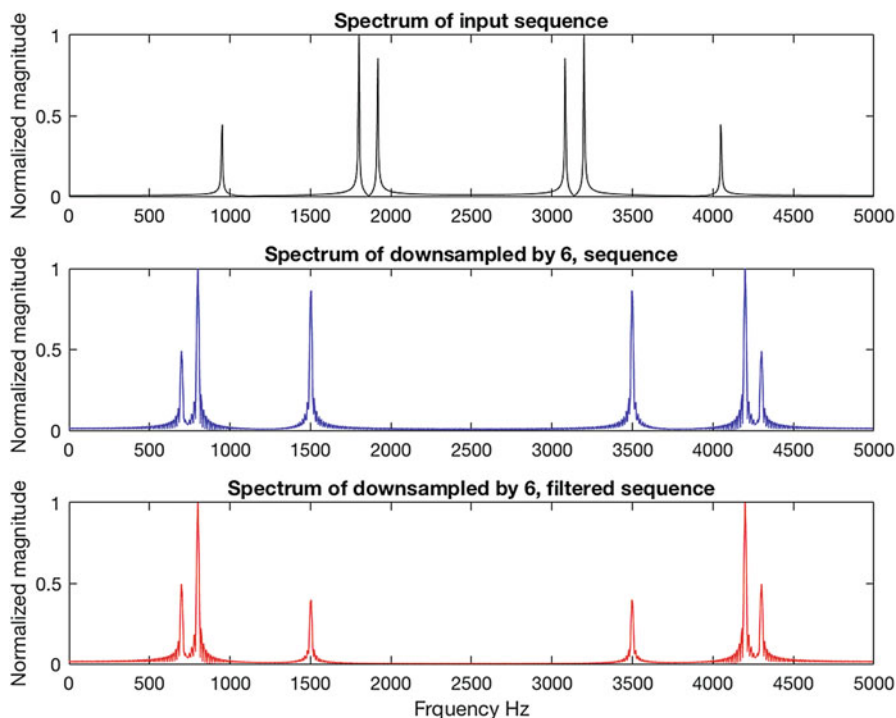 Spectrum of input sequence
Normalized magnitude
1
0.5
0
0 500 1000 1500 2000 2500 3000 3500 4000 4500 5000
Spectrum of downsampled by 6, sequence
Normalized magnitude
1
0.5
0
0 500 1000 1500 2000 2500 3000 3500 4000 4500 5000
Spectrum of downsampled by 6, filtered sequence
Normalized magnitude
1
0.5
0
0 500 1000 1500 2000 2500 3000 3500 4000 4500 5000
Frquency Hz